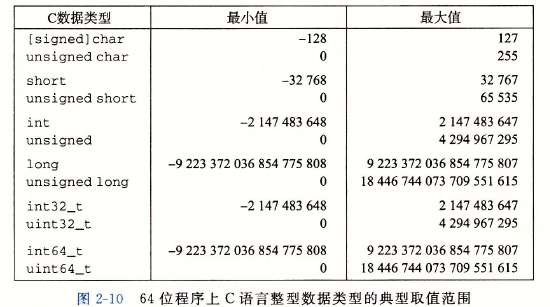 C数据类型 最小值 最大值
[signed]char -128 127
unsigned char 0 255
short -32 768 32 767
unsigned short 0 65 535
int -2 147 483 648 2 147 483 647
unsigned 0 4 294 967 295
long -9 223 372 036 854 775 808 9 223 372 036 854 775 807
unsigned long 0 18 446 744 073 709 551 615
int32_t -2 147 483 648 2 147 483 647
uint32_t 0 4 294 967 295
int64_t -9 223 372 036 854 775 808 9 223 372 036 854 775 807
uint64_t 0 18 446 744 073 709 551 615
图 2-10 64 位程序上 C 语言整型数据类型的典型取值范围